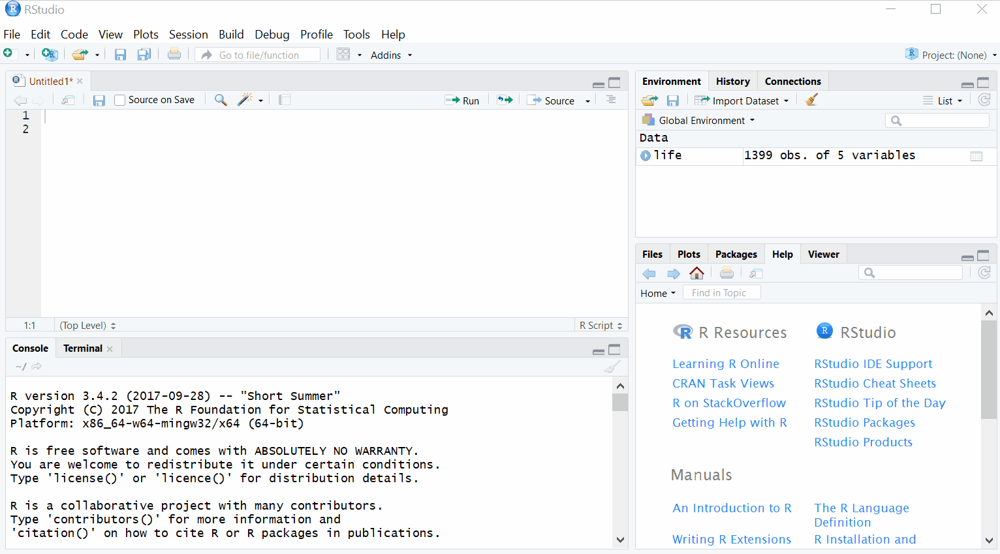 RStudio
File Edit Code View Plots Session Build Debug Profile Tools Help
Go to file/function Addins Project: (None)
Untitled1*
Source on Save Run Source
1
2
1:1 (Top Level) R Script
Console Terminal
~/
R version 3.4.2 (2017-09-28) -- "Short Summer"
Copyright (C) 2017 The R Foundation for Statistical Computing
Platform: x86_64-w64-mingw32/x64 (64-bit)
R is free software and comes with ABSOLUTELY NO WARRANTY.
You are welcome to redistribute it under certain conditions.
Type 'license()' or 'licence()' for distribution details.
R is a collaborative project with many contributors.
Type 'contributors()' for more information and
'citation()' on how to cite R or R packages in publications.
Environment History Connections
Import Dataset List
Global Environment
Data
life 1399 obs. of 5 variables
Files Plots Packages Help Viewer
Home Find in Topic
R Resources
Learning R Online
CRAN Task Views
R on StackOverflow
Getting Help with R
RStudio
RStudio IDE Support
RStudio Cheat Sheets
RStudio Tip of the Day
RStudio Packages
RStudio Products
Manuals
An Introduction to R
Writing R Extensions
The R Language
Definition
R Installation and